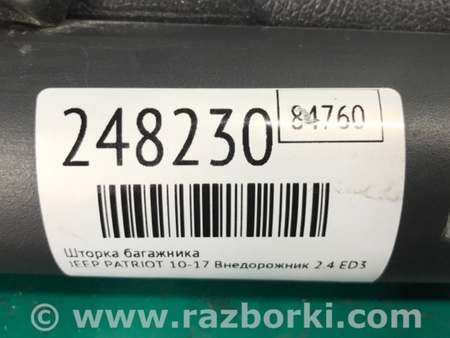 248230
84760
Шторка багажника
JEEP PATRIOT 10-17 Внедорожник 2.4 ED3
www.razborki.com